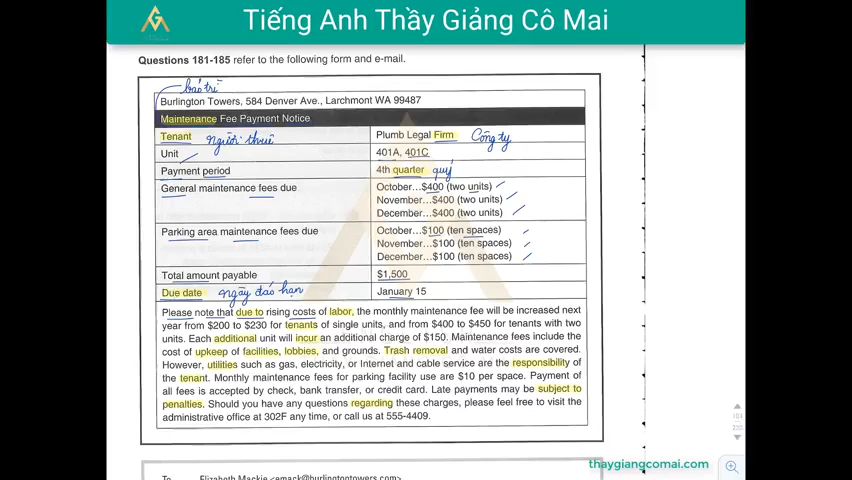 Tiếng Anh Thầy Giảng Cô Mai
Questions 181-185 refer to the following form and e-mail.
bảo trì
Burlington Towers, 584 Denver Ave., Larchmont WA 99487
Maintenance Fee Payment Notice
Tenant người thuê Plumb Legal Firm Công ty
Unit 401A, 401C
Payment period 4th quarter quý
General maintenance fees due October...$400 (two units)
November...$400 (two units)
December...$400 (two units)
Parking area maintenance fees due October...$100 (ten spaces)
November...$100 (ten spaces)
December...$100 (ten spaces)
Total amount payable $1,500
Due date ngày đáo hạn January 15
Please note that due to rising costs of labor, the monthly maintenance fee will be increased next
year from $200 to $230 for tenants of single units, and from $400 to $450 for tenants with two
units. Each additional unit will incur an additional charge of $150. Maintenance fees include the
cost of upkeep of facilities, lobbies, and grounds. Trash removal and water costs are covered.
However, utilities such as gas, electricity, or Internet and cable service are the responsibility of
the tenant. Monthly maintenance fees for parking facility use are $10 per space. Payment of
all fees is accepted by check, bank transfer, or credit card. Late payments may be subject to
penalties. Should you have any questions regarding these charges, please feel free to visit the
administrative office at 302F any time, or call us at 555-4409.
thaygiangcomai.com
To Elizabeth Mackie <emack@burlingtontowers.com>